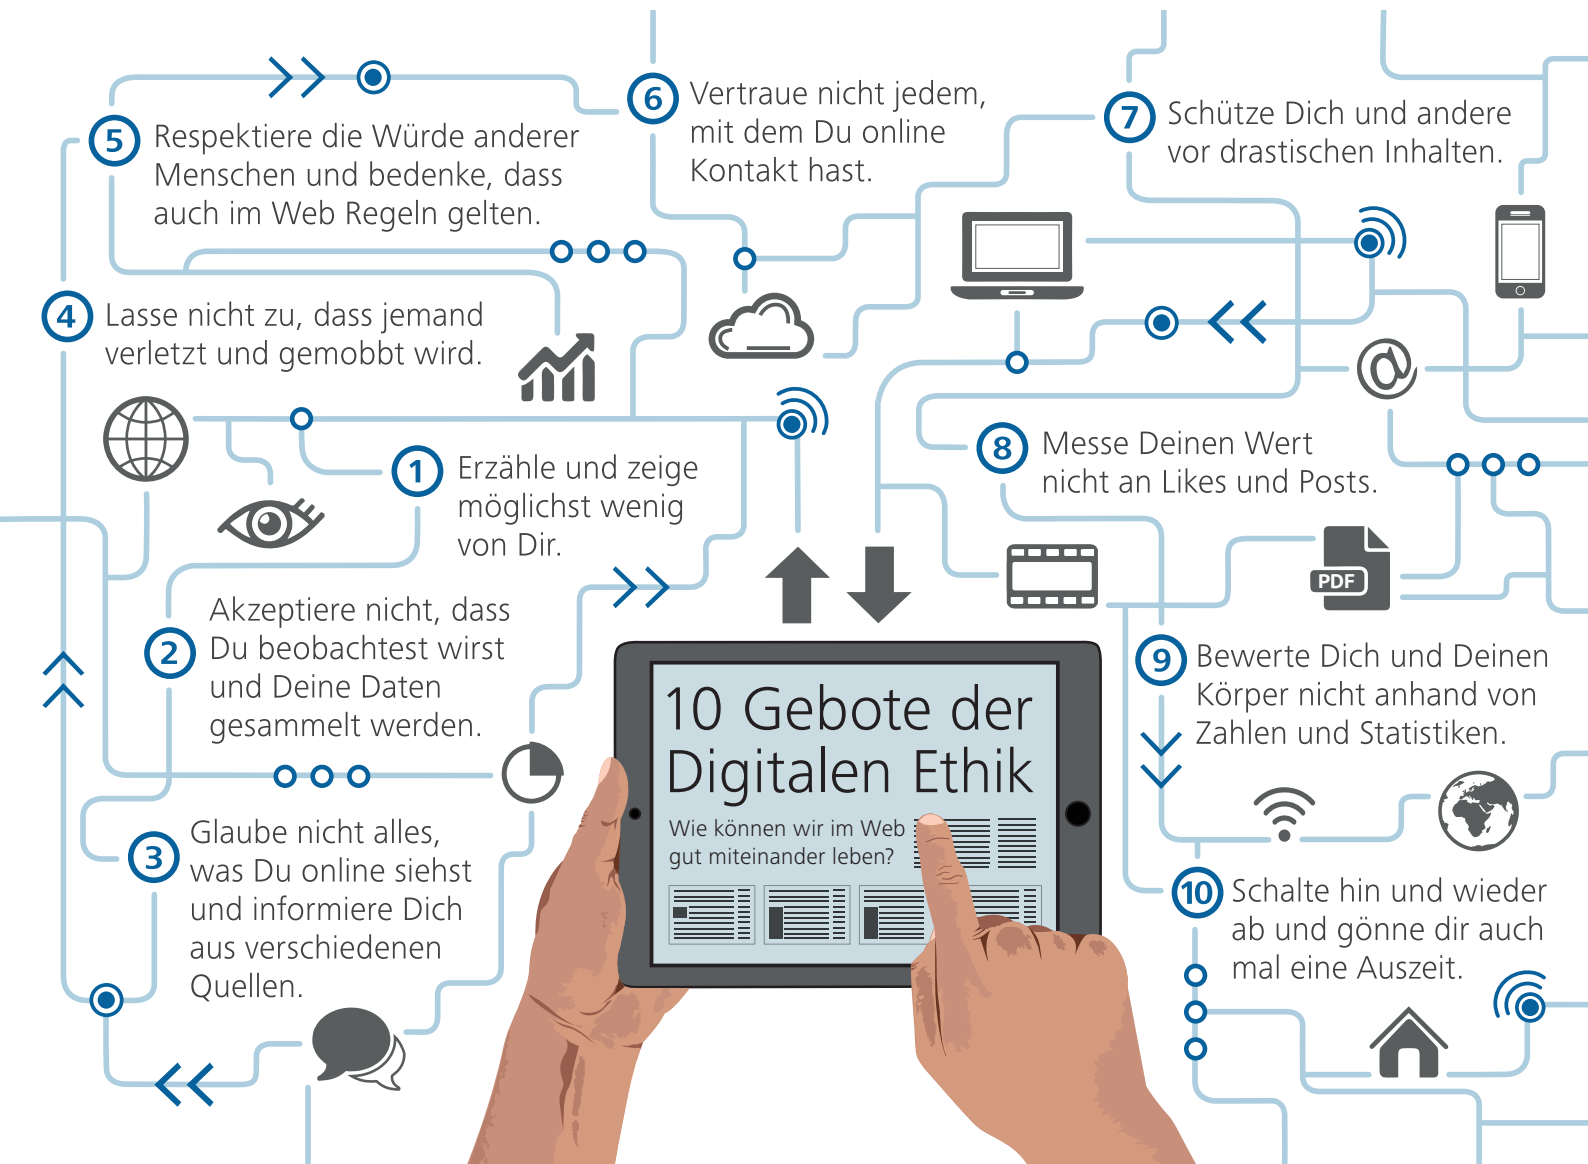 10 Gebote der
Digitalen Ethik
Wie können wir im Web
gut miteinander leben?
1
Erzähle und zeige
möglichst wenig
von Dir.
2
Akzeptiere nicht, dass
Du beobachtest wirst
und Deine Daten
gesammelt werden.
3
Glaube nicht alles,
was Du online siehst
und informiere Dich
aus verschiedenen
Quellen.
4
Lasse nicht zu, dass jemand
verletzt und gemobbt wird.
5
Respektiere die Würde anderer
Menschen und bedenke, dass
auch im Web Regeln gelten.
6
Vertraue nicht jedem,
mit dem Du online
Kontakt hast.
7
Schütze Dich und andere
vor drastischen Inhalten.
@
8
Messe Deinen Wert
nicht an Likes und Posts.
PDF
9
Bewerte Dich und Deinen
Körper nicht anhand von
Zahlen und Statistiken.
10
Schalte hin und wieder
ab und gönne dir auch
mal eine Auszeit.